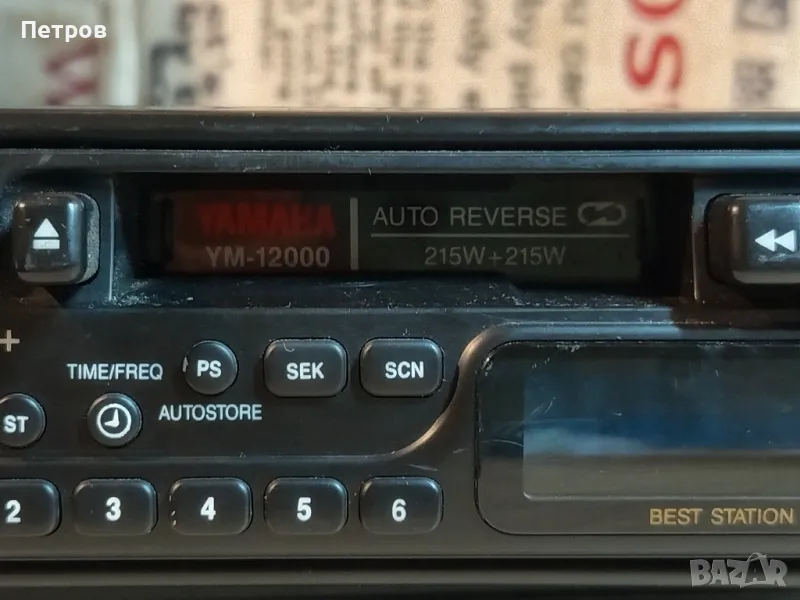 Петров
YAMAHA
YM-12000
AUTO REVERSE
215W+215W
+
TIME/FREQ
PS
SEK
SCN
ST
AUTOSTORE
2
3
4
5
6
BEST STATION
BAZAR